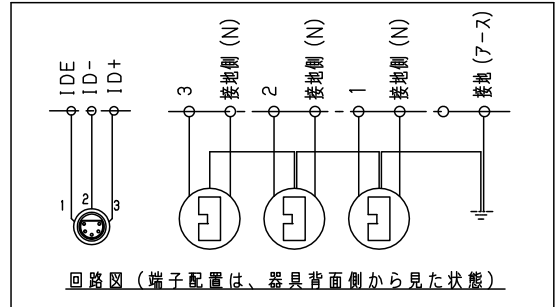 IDE
ID-
ID+
3
接地側 (N)
2
接地側 (N)
1
接地側 (N)
接地 (アース)
1
2
3
回路図 (端子配置は、器具背面側から見た状態)